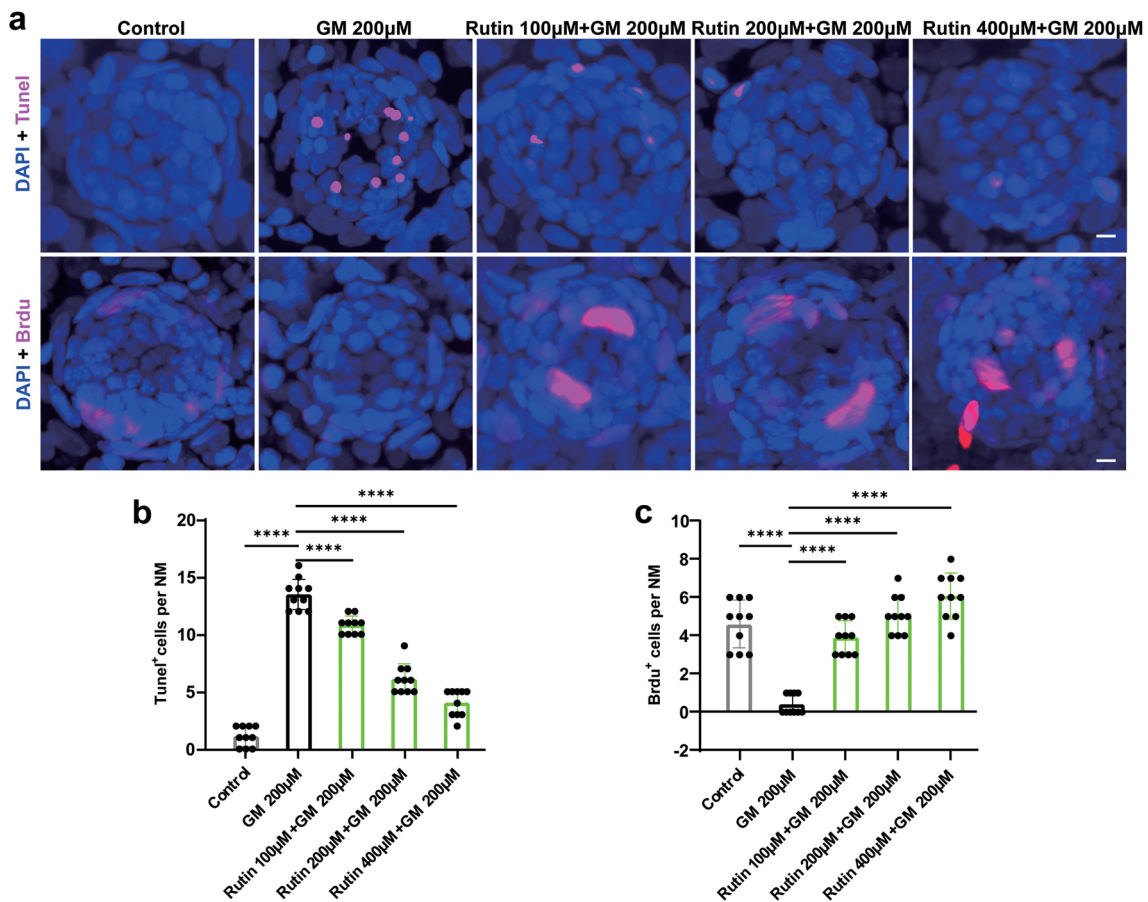 a
Control
GM 200μM
Rutin 100μM+GM 200μM
Rutin 200μM+GM 200μM
Rutin 400μM+GM 200μM
DAPI + Tunel
DAPI + Brdu
b
Tunel⁺ cells per NM
20
15
10
5
0
****
****
****
****
Control
GM 200μM
Rutin 100μM+GM 200μM
Rutin 200μM+GM 200μM
Rutin 400μM+GM 200μM
c
Brdu⁺ cells per NM
10
8
6
4
2
0
-2
****
****
****
****
Control
GM 200μM
Rutin 100μM+GM 200μM
Rutin 200μM+GM 200μM
Rutin 400μM+GM 200μM